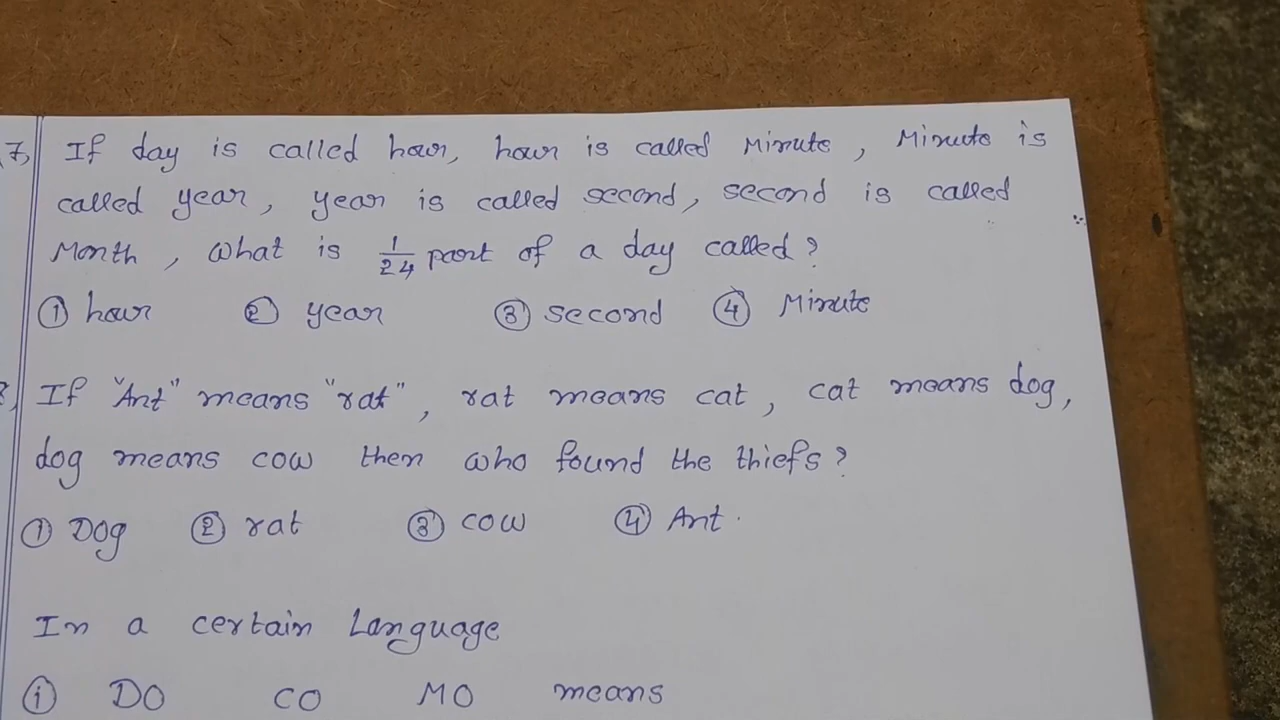 7, If day is called hour, hour is called Minute, Minute is
called year, year is called second, second is called
Month, What is 1/24 part of a day called?
① hour ② year ③ second ④ Minute
8, If "Ant" means "rat", rat means cat, cat means dog,
dog means cow then who found the thiefs?
① Dog ② rat ③ cow ④ Ant.
In a certain Language
① DO CO MO means